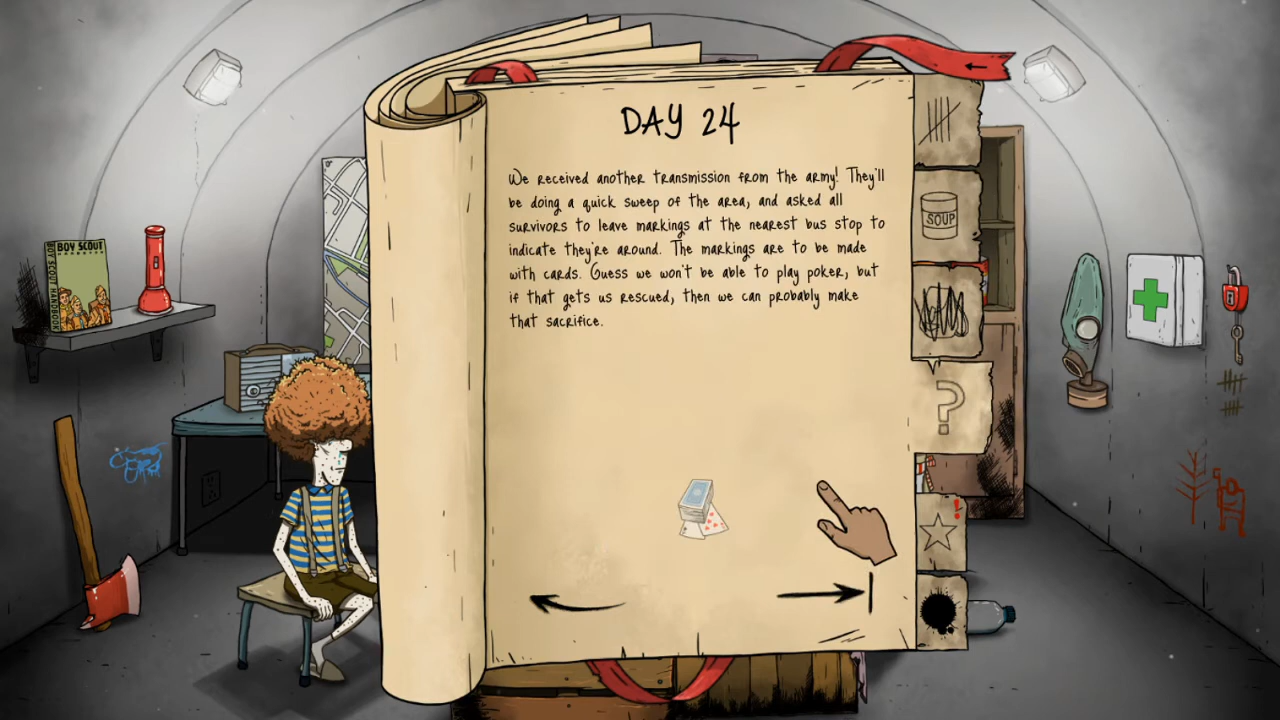 DAY 24
We received another transmission from the army! They'll
be doing a quick sweep of the area, and asked all
survivors to leave markings at the nearest bus stop to
indicate they're around. The markings are to be made
with cards. Guess we won't be able to play poker, but
if that gets us rescued, then we can probably make
that sacrifice.
BOY SCOUT
BOY SCOUT HANDBOOK
SOUP
?
!